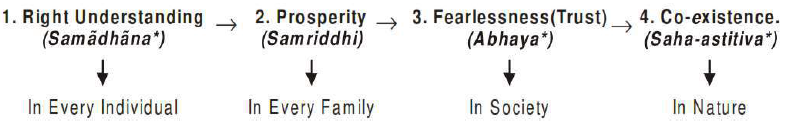 1. Right Understanding → 2. Prosperity → 3. Fearlessness(Trust) → 4. Co-existence.
(Samãdhãna*) (Samriddhi) (Abhaya*) (Saha-astitiva*)
In Every Individual In Every Family In Society In Nature